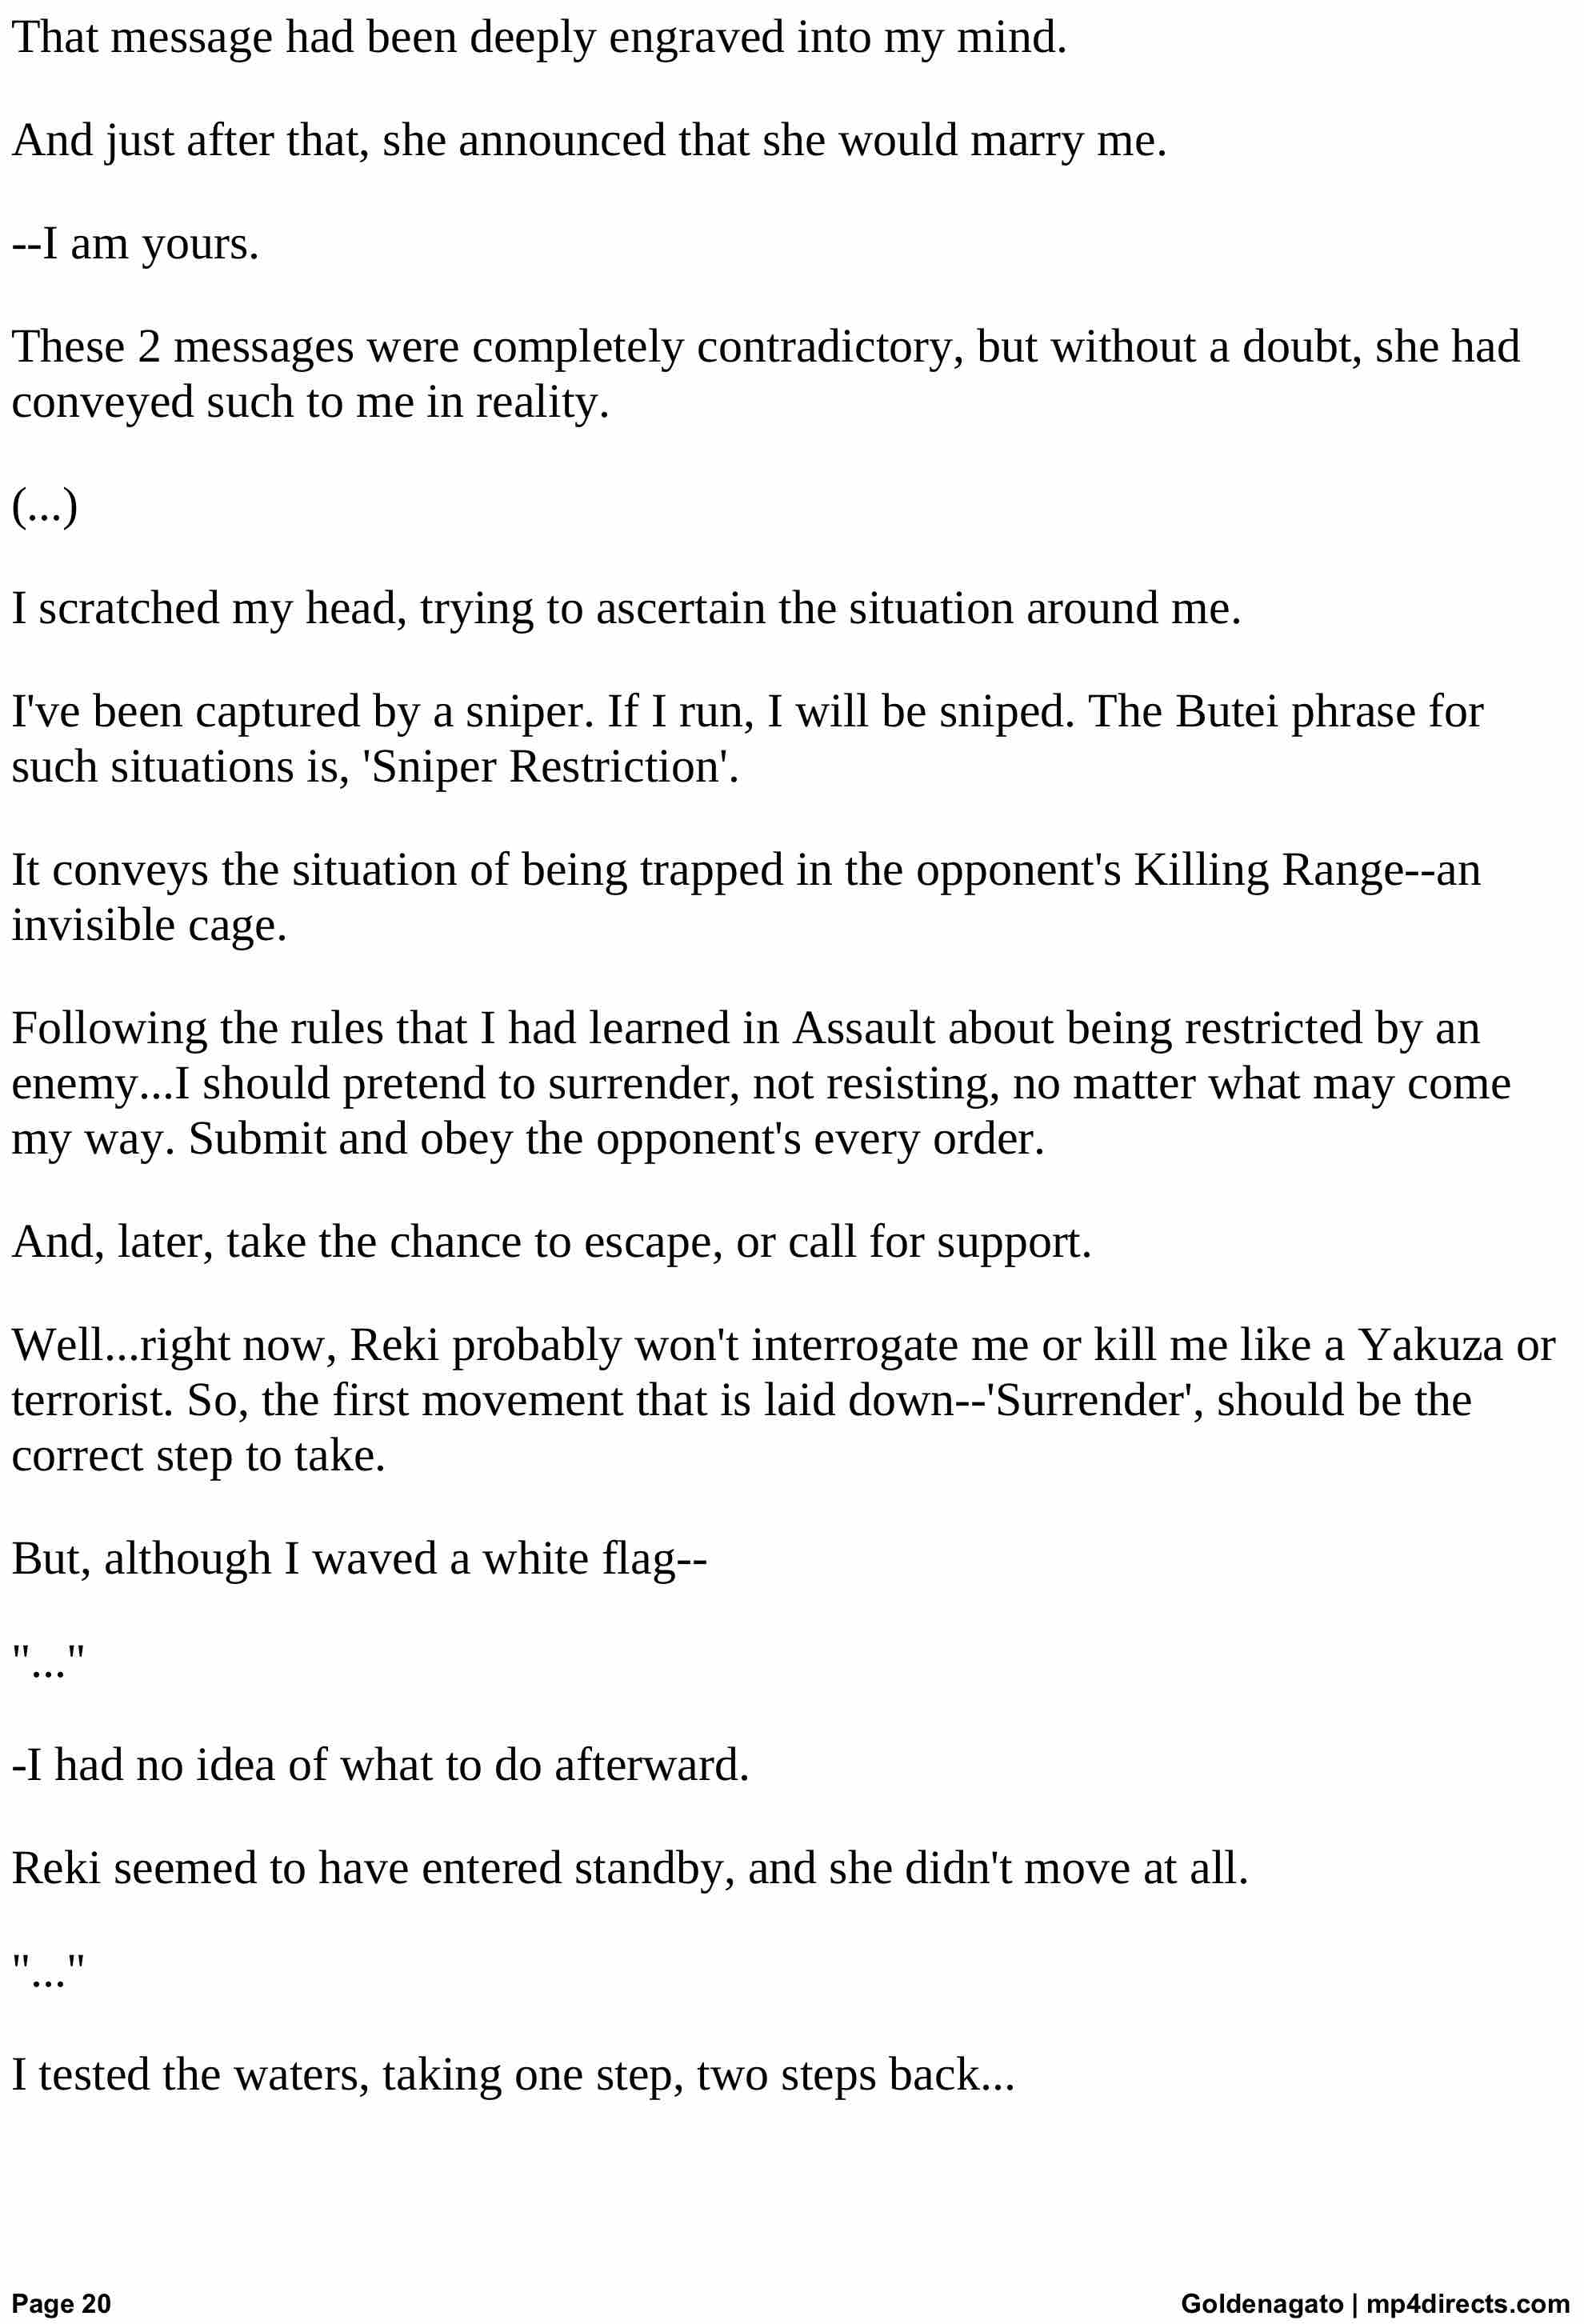 That message had been deeply engraved into my mind.
And just after that, she announced that she would marry me.
--I am yours.
These 2 messages were completely contradictory, but without a doubt, she had
conveyed such to me in reality.
(...)
I scratched my head, trying to ascertain the situation around me.
I've been captured by a sniper. If I run, I will be sniped. The Butei phrase for
such situations is, 'Sniper Restriction'.
It conveys the situation of being trapped in the opponent's Killing Range--an
invisible cage.
Following the rules that I had learned in Assault about being restricted by an
enemy...I should pretend to surrender, not resisting, no matter what may come
my way. Submit and obey the opponent's every order.
And, later, take the chance to escape, or call for support.
Well...right now, Reki probably won't interrogate me or kill me like a Yakuza or
terrorist. So, the first movement that is laid down--'Surrender', should be the
correct step to take.
But, although I waved a white flag--
"..."
-I had no idea of what to do afterward.
Reki seemed to have entered standby, and she didn't move at all.
"..."
I tested the waters, taking one step, two steps back...
Page 20
Goldenagato | mp4directs.com